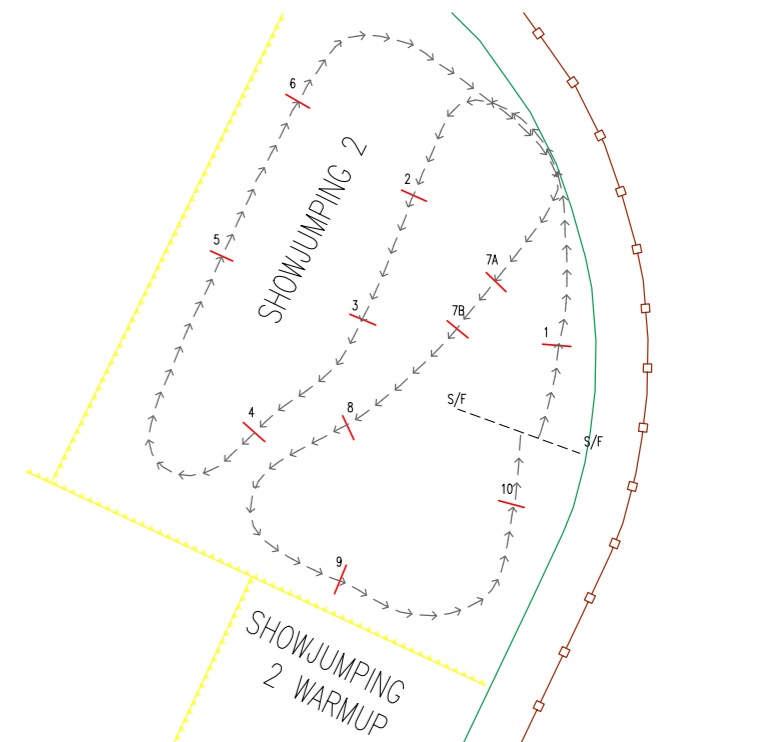 6
SHOWJUMPING 2
2
5
7A
3
7B
1
S/F
8
4
S/F
10
9
SHOWJUMPING
2 WARMUP